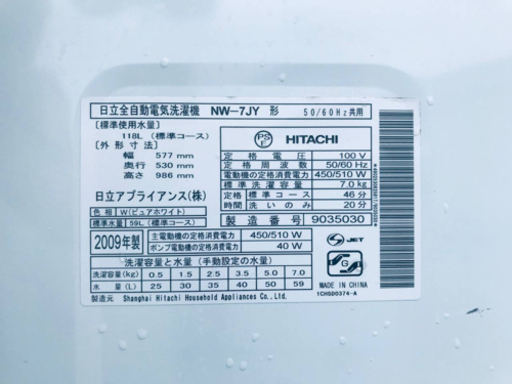 日立全自動電気洗濯機 NW-7JY 形 50/60Hz共用
[標準使用水量]
118L (標準コース)
[外形寸法]
幅 577 mm
奥行 530 mm
高さ 986 mm
日立アプライアンス(株)
色相 W(ピュアホワイト)
標準水量 59L (標準コース)
PS E HITACHI
定格電圧 100 V
定格周波数 50/60 Hz
電動機の定格消費電力 450/510 W
標準洗濯容量 7.0 kg
定格標準コース 46分
時間洗いのみ 20分
製造番号 9035030
2009年製
主電動機の定格消費電力 450/510 W
ポンプ電動機の定格消費電力 40 W
洗濯容量と水量 (手動設定の水量)
洗濯容量(kg) 0.5 1.5 2.5 3.5 5.0 7.0
水量(L) 25 30 35 40 50 59
製造元 Shanghai Hitachi Household Appliances Co., Ltd.
S-JET
MADE IN CHINA
1CHSD0374-A